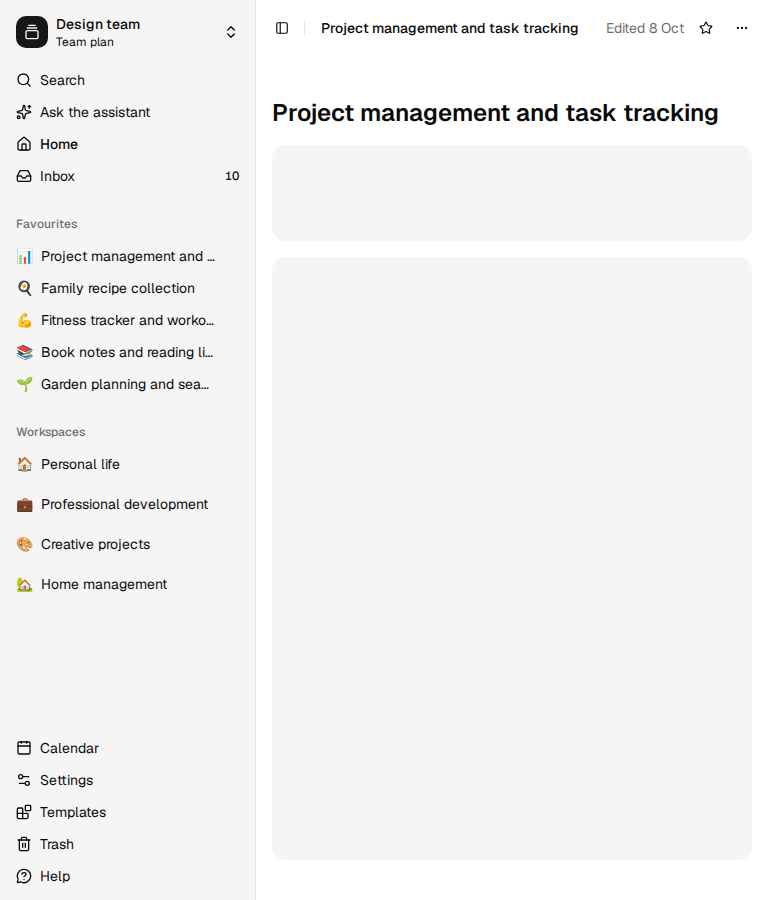 Design team
Team plan
Search
Ask the assistant
Home
Inbox 10
Favourites
Project management and ...
Family recipe collection
Fitness tracker and worko...
Book notes and reading li...
Garden planning and sea...
Workspaces
Personal life
Professional development
Creative projects
Home management
Calendar
Settings
Templates
Trash
Help
Project management and task tracking Edited 8 Oct
Project management and task tracking